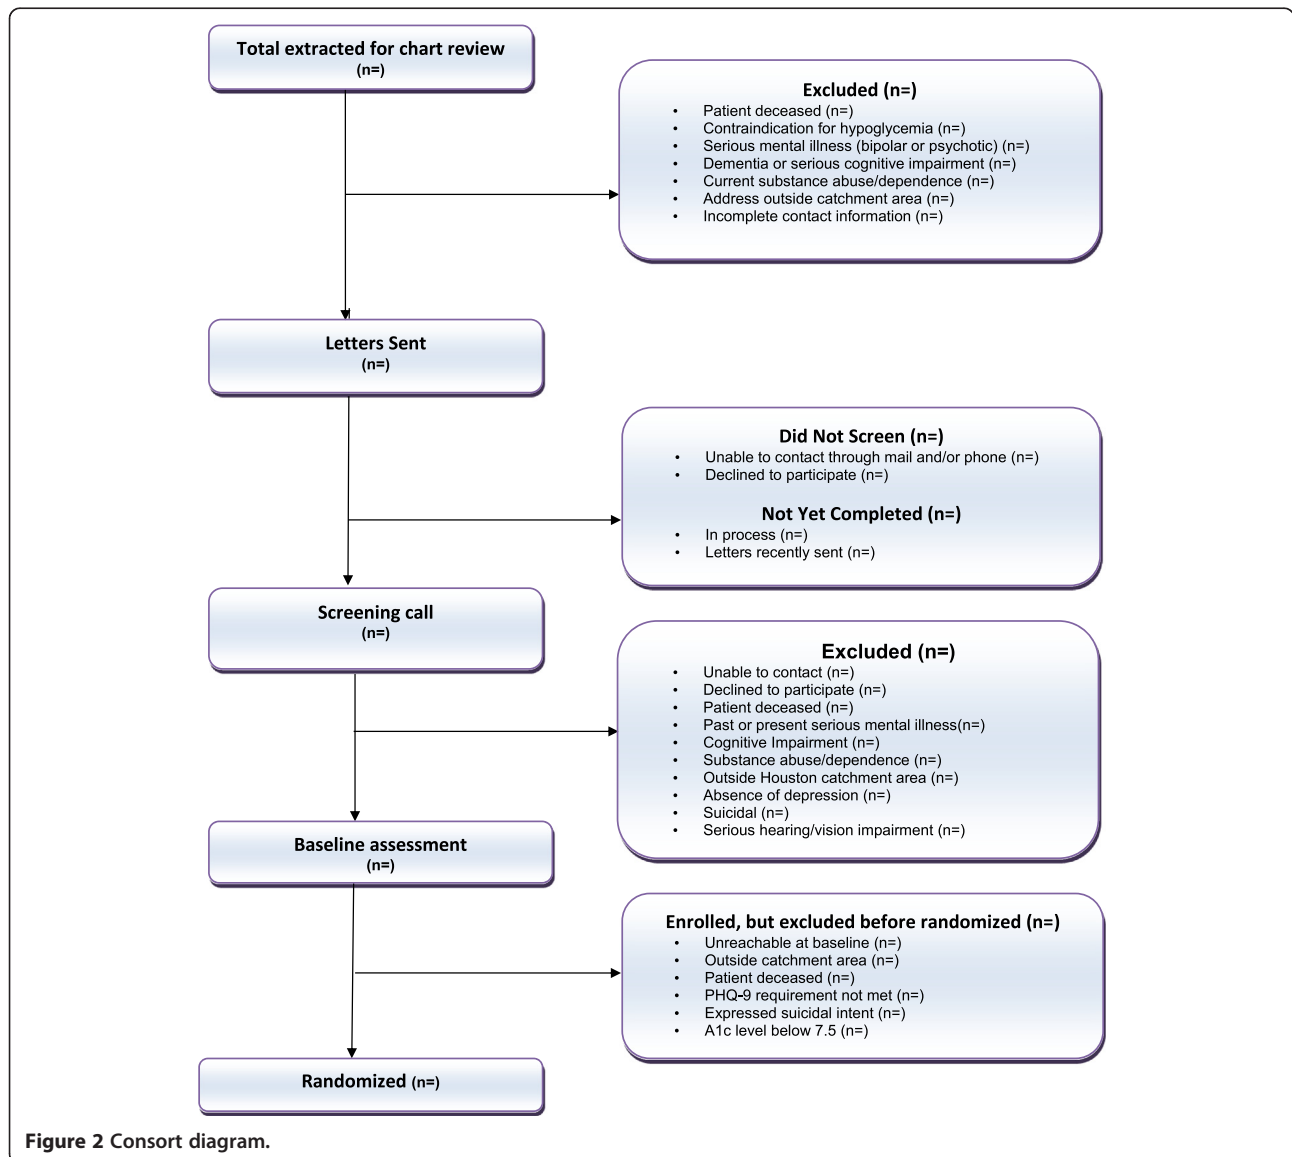 Total extracted for chart review
(n=)
Excluded (n=)
• Patient deceased (n=)
• Contraindication for hypoglycemia (n=)
• Serious mental illness (bipolar or psychotic) (n=)
• Dementia or serious cognitive impairment (n=)
• Current substance abuse/dependence (n=)
• Address outside catchment area (n=)
• Incomplete contact information (n=)
Letters Sent
(n=)
Did Not Screen (n=)
• Unable to contact through mail and/or phone (n=)
• Declined to participate (n=)
Not Yet Completed (n=)
• In process (n=)
• Letters recently sent (n=)
Screening call
(n=)
Excluded (n=)
• Unable to contact (n=)
• Declined to participate (n=)
• Patient deceased (n=)
• Past or present serious mental illness(n=)
• Cognitive Impairment (n=)
• Substance abuse/dependence (n=)
• Outside Houston catchment area (n=)
• Absence of depression (n=)
• Suicidal (n=)
• Serious hearing/vision impairment (n=)
Baseline assessment
(n=)
Enrolled, but excluded before randomized (n=)
• Unreachable at baseline (n=)
• Outside catchment area (n=)
• Patient deceased (n=)
• PHQ-9 requirement not met (n=)
• Expressed suicidal intent (n=)
• A1c level below 7.5 (n=)
Randomized (n=)
Figure 2 Consort diagram.